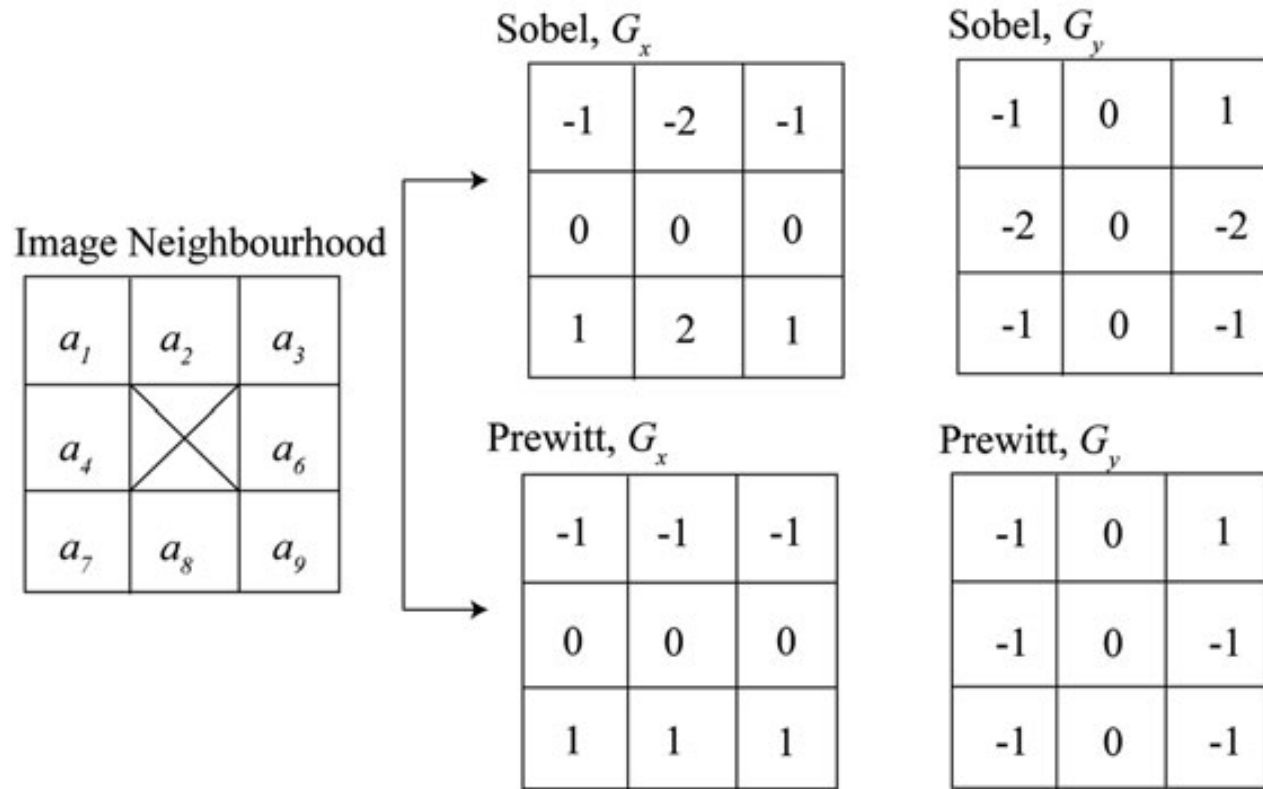 Sobel, Gx
-1 -2 -1
0 0 0
1 2 1
Sobel, Gy
-1 0 1
-2 0 -2
-1 0 -1
Image Neighbourhood
a1 a2 a3
a4 a6
a7 a8 a9
Prewitt, Gx
-1 -1 -1
0 0 0
1 1 1
Prewitt, Gy
-1 0 1
-1 0 -1
-1 0 -1